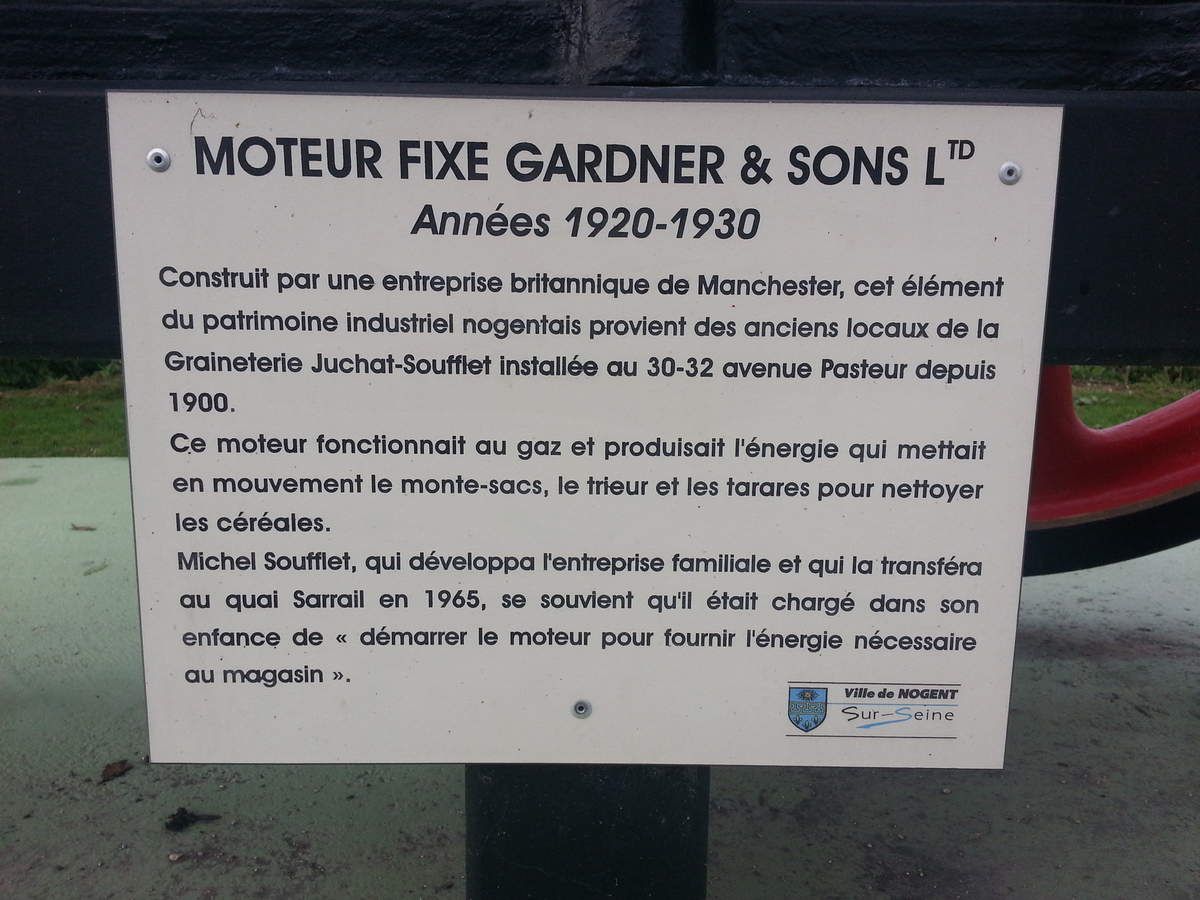 MOTEUR FIXE GARDNER & SONS LTD
Années 1920-1930
Construit par une entreprise britannique de Manchester, cet élément
du patrimoine industriel nogentais provient des anciens locaux de la
Graineterie Juchat-Soufflet installée au 30-32 avenue Pasteur depuis
1900.
Ce moteur fonctionnait au gaz et produisait l'énergie qui mettait
en mouvement le monte-sacs, le trieur et les tarares pour nettoyer
les céréales.
Michel Soufflet, qui développa l'entreprise familiale et qui la transféra
au quai Sarrail en 1965, se souvient qu'il était chargé dans son
enfance de « démarrer le moteur pour fournir l'énergie nécessaire
au magasin ».
Ville de NOGENT
Sur-Seine